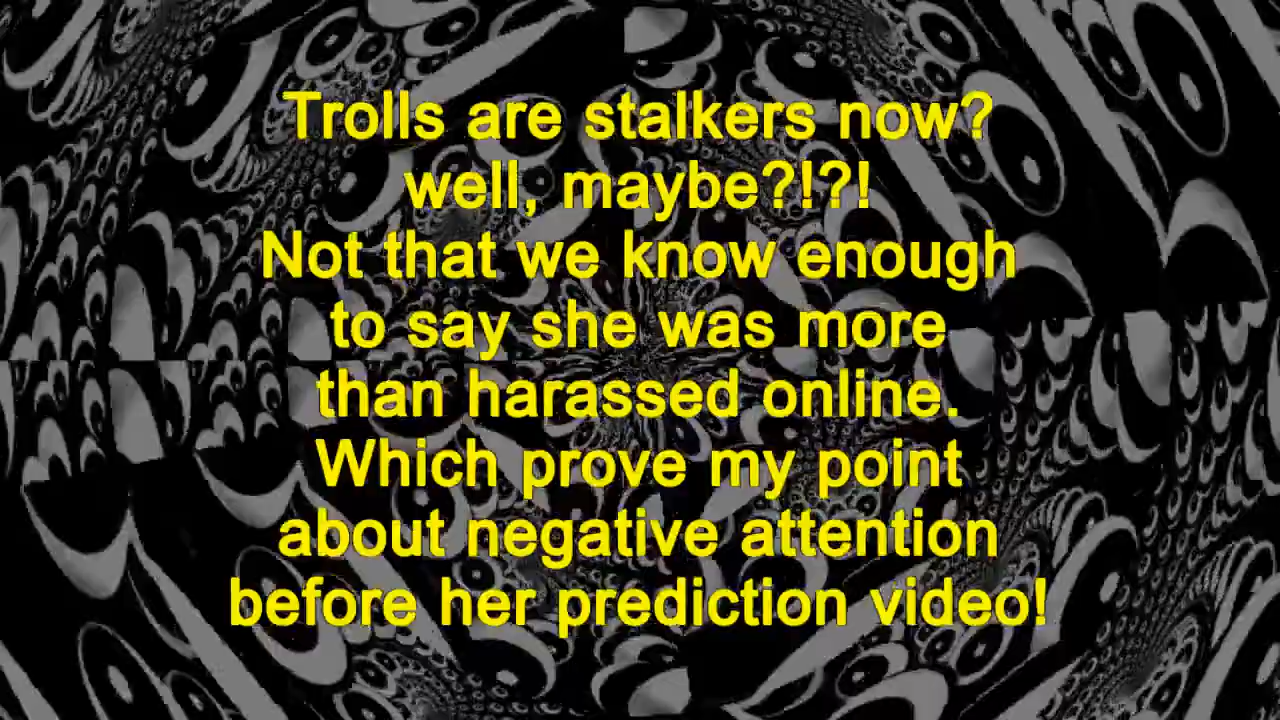 Trolls are stalkers now?
well, maybe?!?!
Not that we know enough
to say she was more
than harassed online.
Which prove my point
about negative attention
before her prediction video!